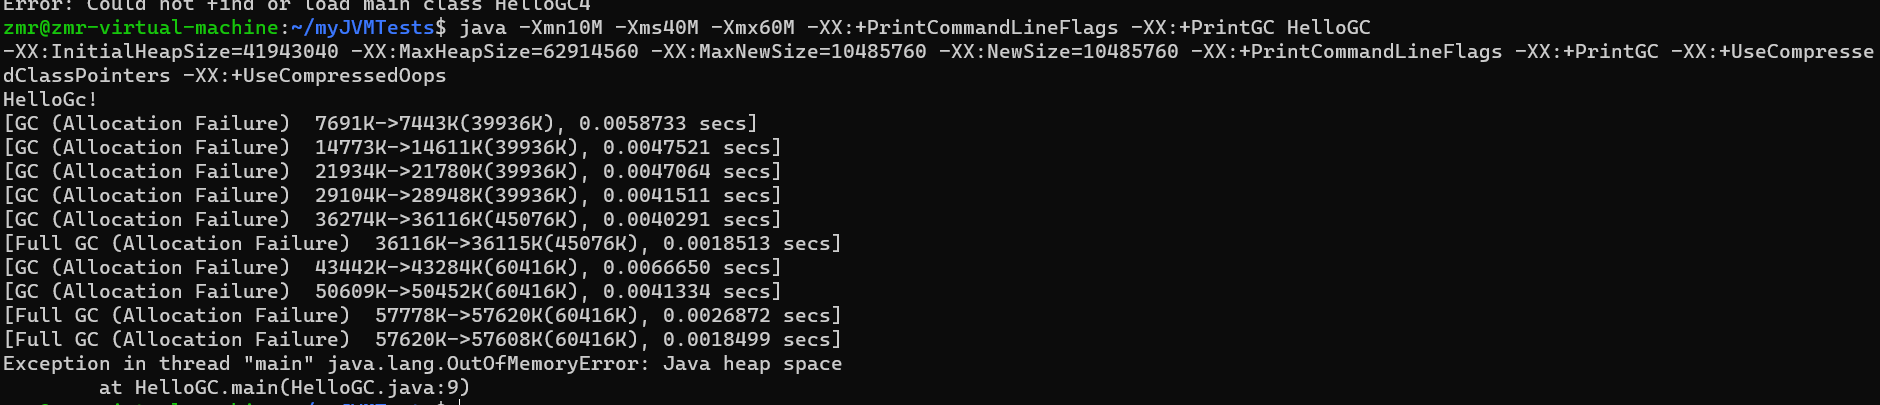 Error: Could not find or load main class HelloGC4
zmr@zmr-virtual-machine:~/myJVMTests$ java -Xmn10M -Xms40M -Xmx60M -XX:+PrintCommandLineFlags -XX:+PrintGC HelloGC
-XX:InitialHeapSize=41943040 -XX:MaxHeapSize=62914560 -XX:MaxNewSize=10485760 -XX:NewSize=10485760 -XX:+PrintCommandLineFlags -XX:+PrintGC -XX:+UseCompresse
dClassPointers -XX:+UseCompressedOops
HelloGc!
[GC (Allocation Failure)  7691K->7443K(39936K), 0.0058733 secs]
[GC (Allocation Failure)  14773K->14611K(39936K), 0.0047521 secs]
[GC (Allocation Failure)  21934K->21780K(39936K), 0.0047064 secs]
[GC (Allocation Failure)  29104K->28948K(39936K), 0.0041511 secs]
[GC (Allocation Failure)  36274K->36116K(45076K), 0.0040291 secs]
[Full GC (Allocation Failure)  36116K->36115K(45076K), 0.0018513 secs]
[GC (Allocation Failure)  43442K->43284K(60416K), 0.0066650 secs]
[GC (Allocation Failure)  50609K->50452K(60416K), 0.0041334 secs]
[Full GC (Allocation Failure)  57778K->57620K(60416K), 0.0026872 secs]
[Full GC (Allocation Failure)  57620K->57608K(60416K), 0.0018499 secs]
Exception in thread "main" java.lang.OutOfMemoryError: Java heap space
        at HelloGC.main(HelloGC.java:9)